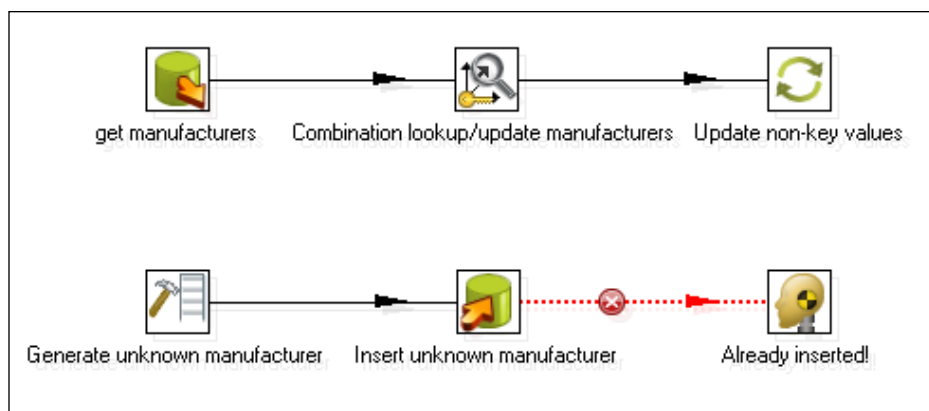 get manufacturers
Combination lookup/update manufacturers
Update non-key values
Generate unknown manufacturer
Insert unknown manufacturer
Already inserted!